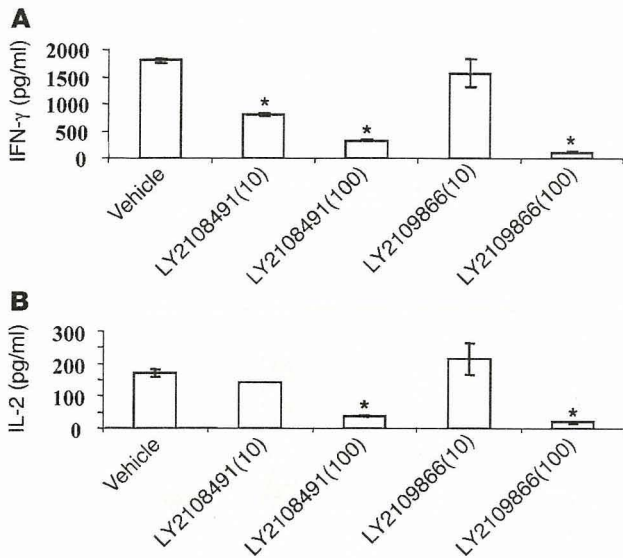 A
IFN-γ (pg/ml)
2000
1500
1000
500
0
*
*
*
Vehicle
LY2108491(10)
LY2108491(100)
LY2109866(10)
LY2109866(100)
B
IL-2 (pg/ml)
300
200
100
0
*
*
Vehicle
LY2108491(10)
LY2108491(100)
LY2109866(10)
LY2109866(100)